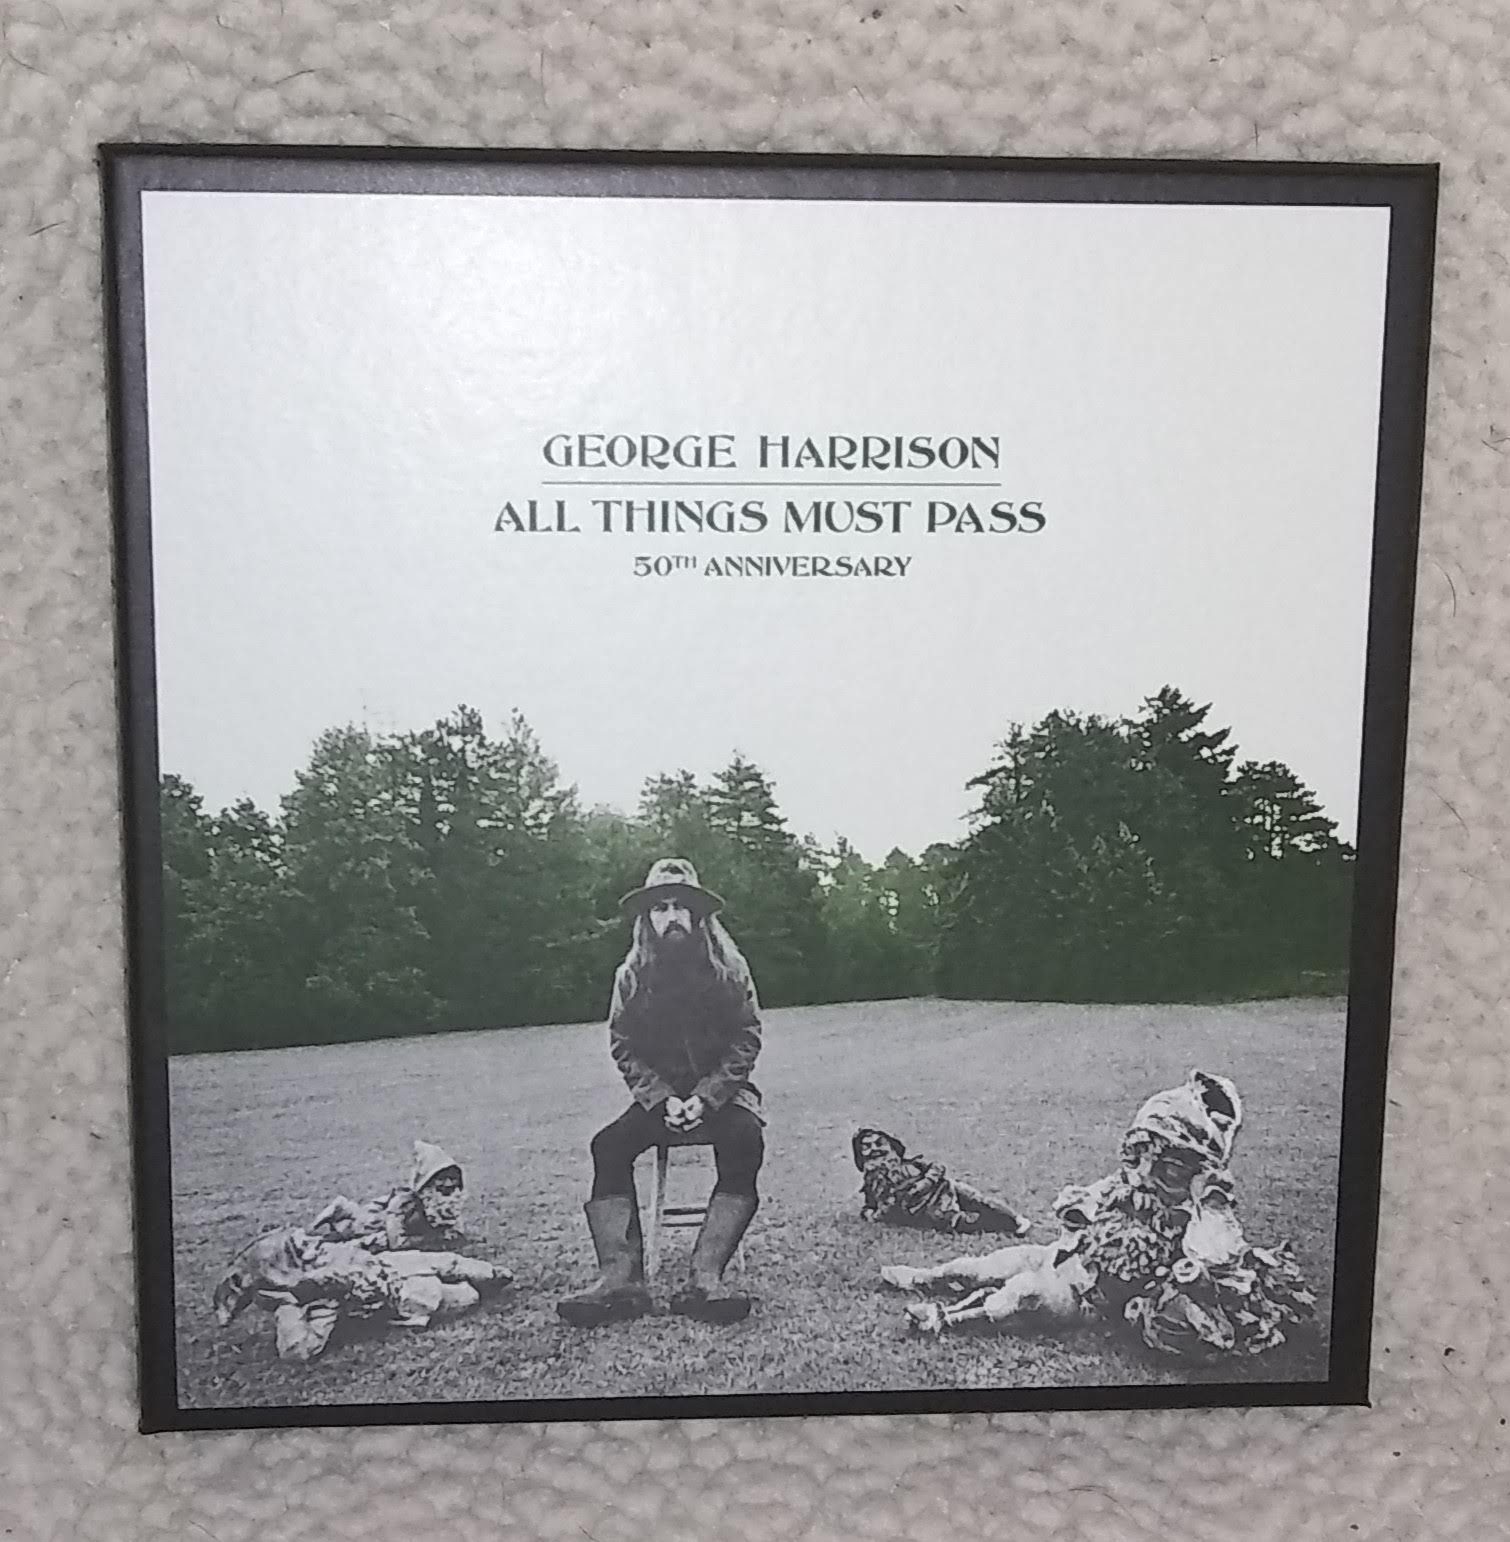 GEORGE HARRISON
ALL THINGS MUST PASS
50TH ANNIVERSARY